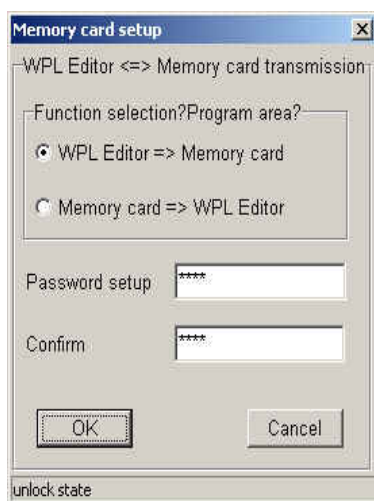 Memory card setup
WPL Editor <=> Memory card transmission
Function selection?Program area?
WPL Editor => Memory card
Memory card => WPL Editor
Password setup ****
Confirm ****
OK Cancel
unlock state